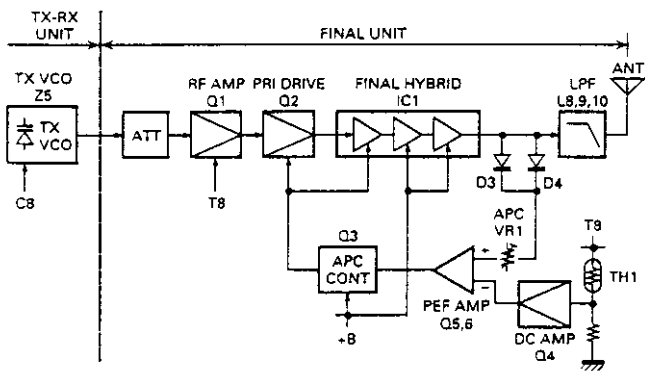 TX-RX
UNIT
FINAL UNIT
ANT
TX VCO
Z5
RF AMP
Q1
PRI DRIVE
Q2
FINAL HYBRID
IC1
LPF
L8,9,10
TX
VCO
ATT
C8
T8
D3
D4
APC
VR1
Q3
APC
CONT
+
−
T9
TH1
PEF AMP
Q5,6
DC AMP
Q4
+B